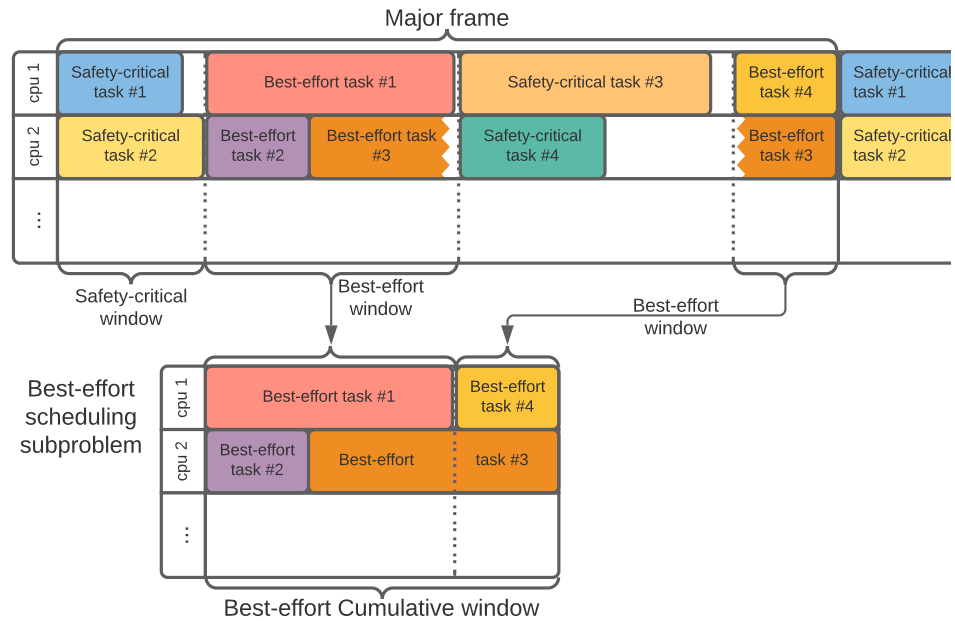 Major frame
cpu 1
Safety-critical
task #1
Best-effort task #1
Safety-critical task #3
Best-effort
task #4
Safety-critical
task #1
cpu 2
Safety-critical
task #2
Best-effort
task #2
Best-effort task
#3
Safety-critical
task #4
Best-effort
task #3
Safety-critical
task #2
...
Safety-critical
window
Best-effort
window
Best-effort
window
Best-effort
scheduling
subproblem
cpu 1
Best-effort task #1
Best-effort
task #4
cpu 2
Best-effort
task #2
Best-effort
task #3
...
Best-effort Cumulative window